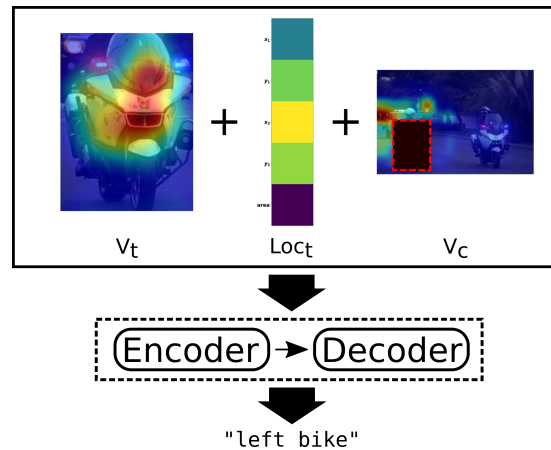 x₁
y₁
+ x₂ +
y₂
area
Vt Loct Vc
Encoder Decoder
"left bike"